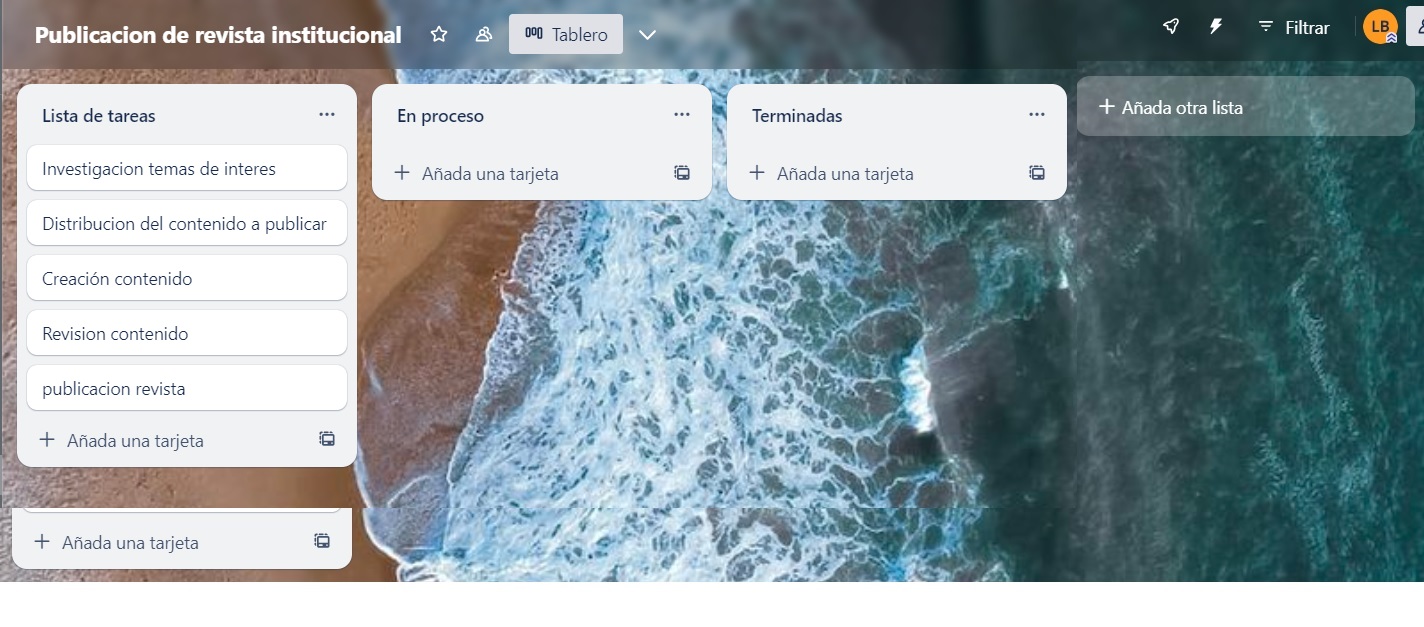 Publicacion de revista institucional
Tablero
Filtrar
LB
Lista de tareas
Investigacion temas de interes
Distribucion del contenido a publicar
Creación contenido
Revision contenido
publicacion revista
+ Añada una tarjeta
En proceso
+ Añada una tarjeta
Terminadas
+ Añada una tarjeta
+ Añada otra lista
+ Añada una tarjeta